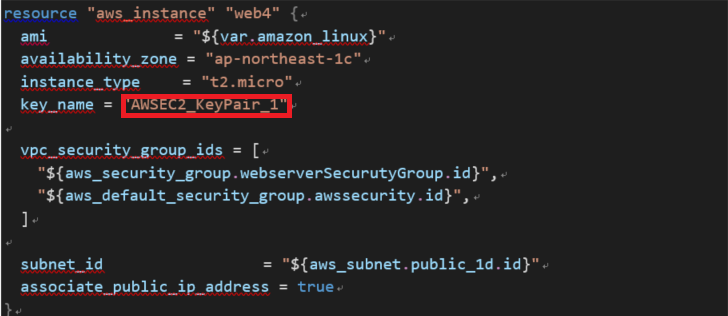 resource "aws_instance" "web4" {
ami = "${var.amazon_linux}"
availability_zone = "ap-northeast-1c"
instance_type = "t2.micro"
key_name = "AWSEC2_KeyPair_1"
vpc_security_group_ids = [
"${aws_security_group.webserverSecurutyGroup.id}",
"${aws_default_security_group.awssecurity.id}",
]
subnet_id = "${aws_subnet.public_1d.id}"
associate_public_ip_address = true
}